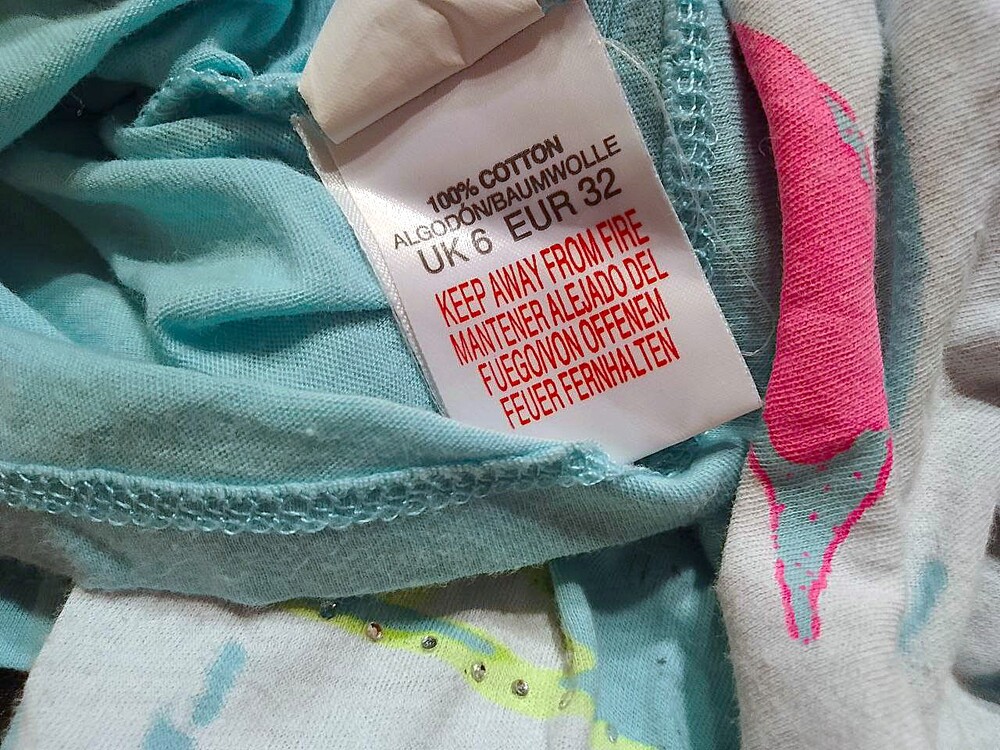 100% COTTON
ALGODÓN/BAUMWOLLE
UK 6 EUR 32
KEEP AWAY FROM FIRE
MANTENER ALEJADO DEL
FUEGO/VON OFFENEM
FEUER FERNHALTEN